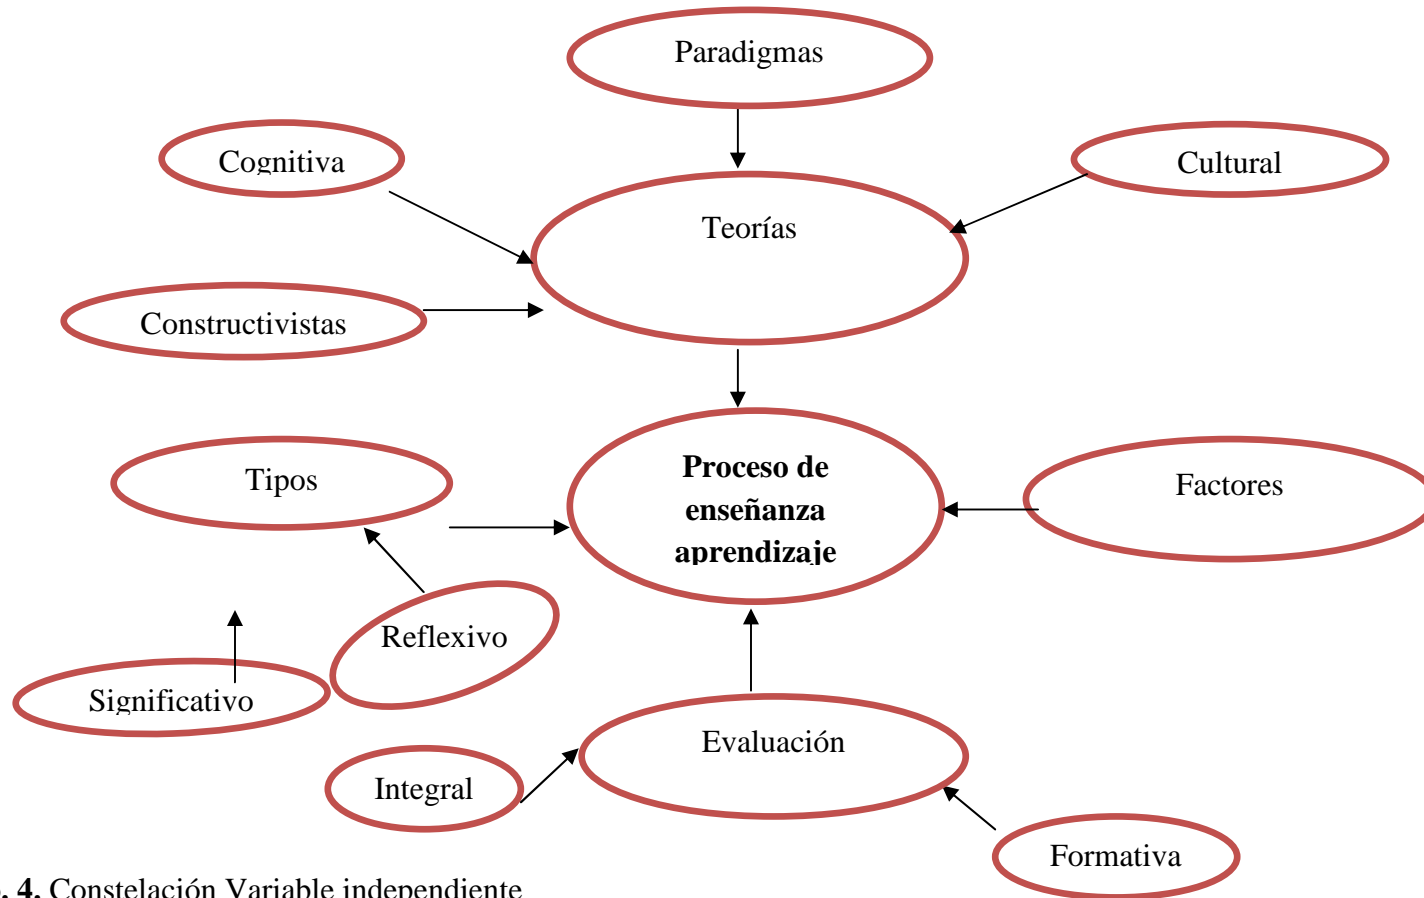 Paradigmas
Cognitiva
Cultural
Teorías
Constructivistas
Proceso de
enseñanza
aprendizaje
Tipos
Factores
Reflexivo
Significativo
Evaluación
Integral
Formativa
. 4. Constelación Variable independiente